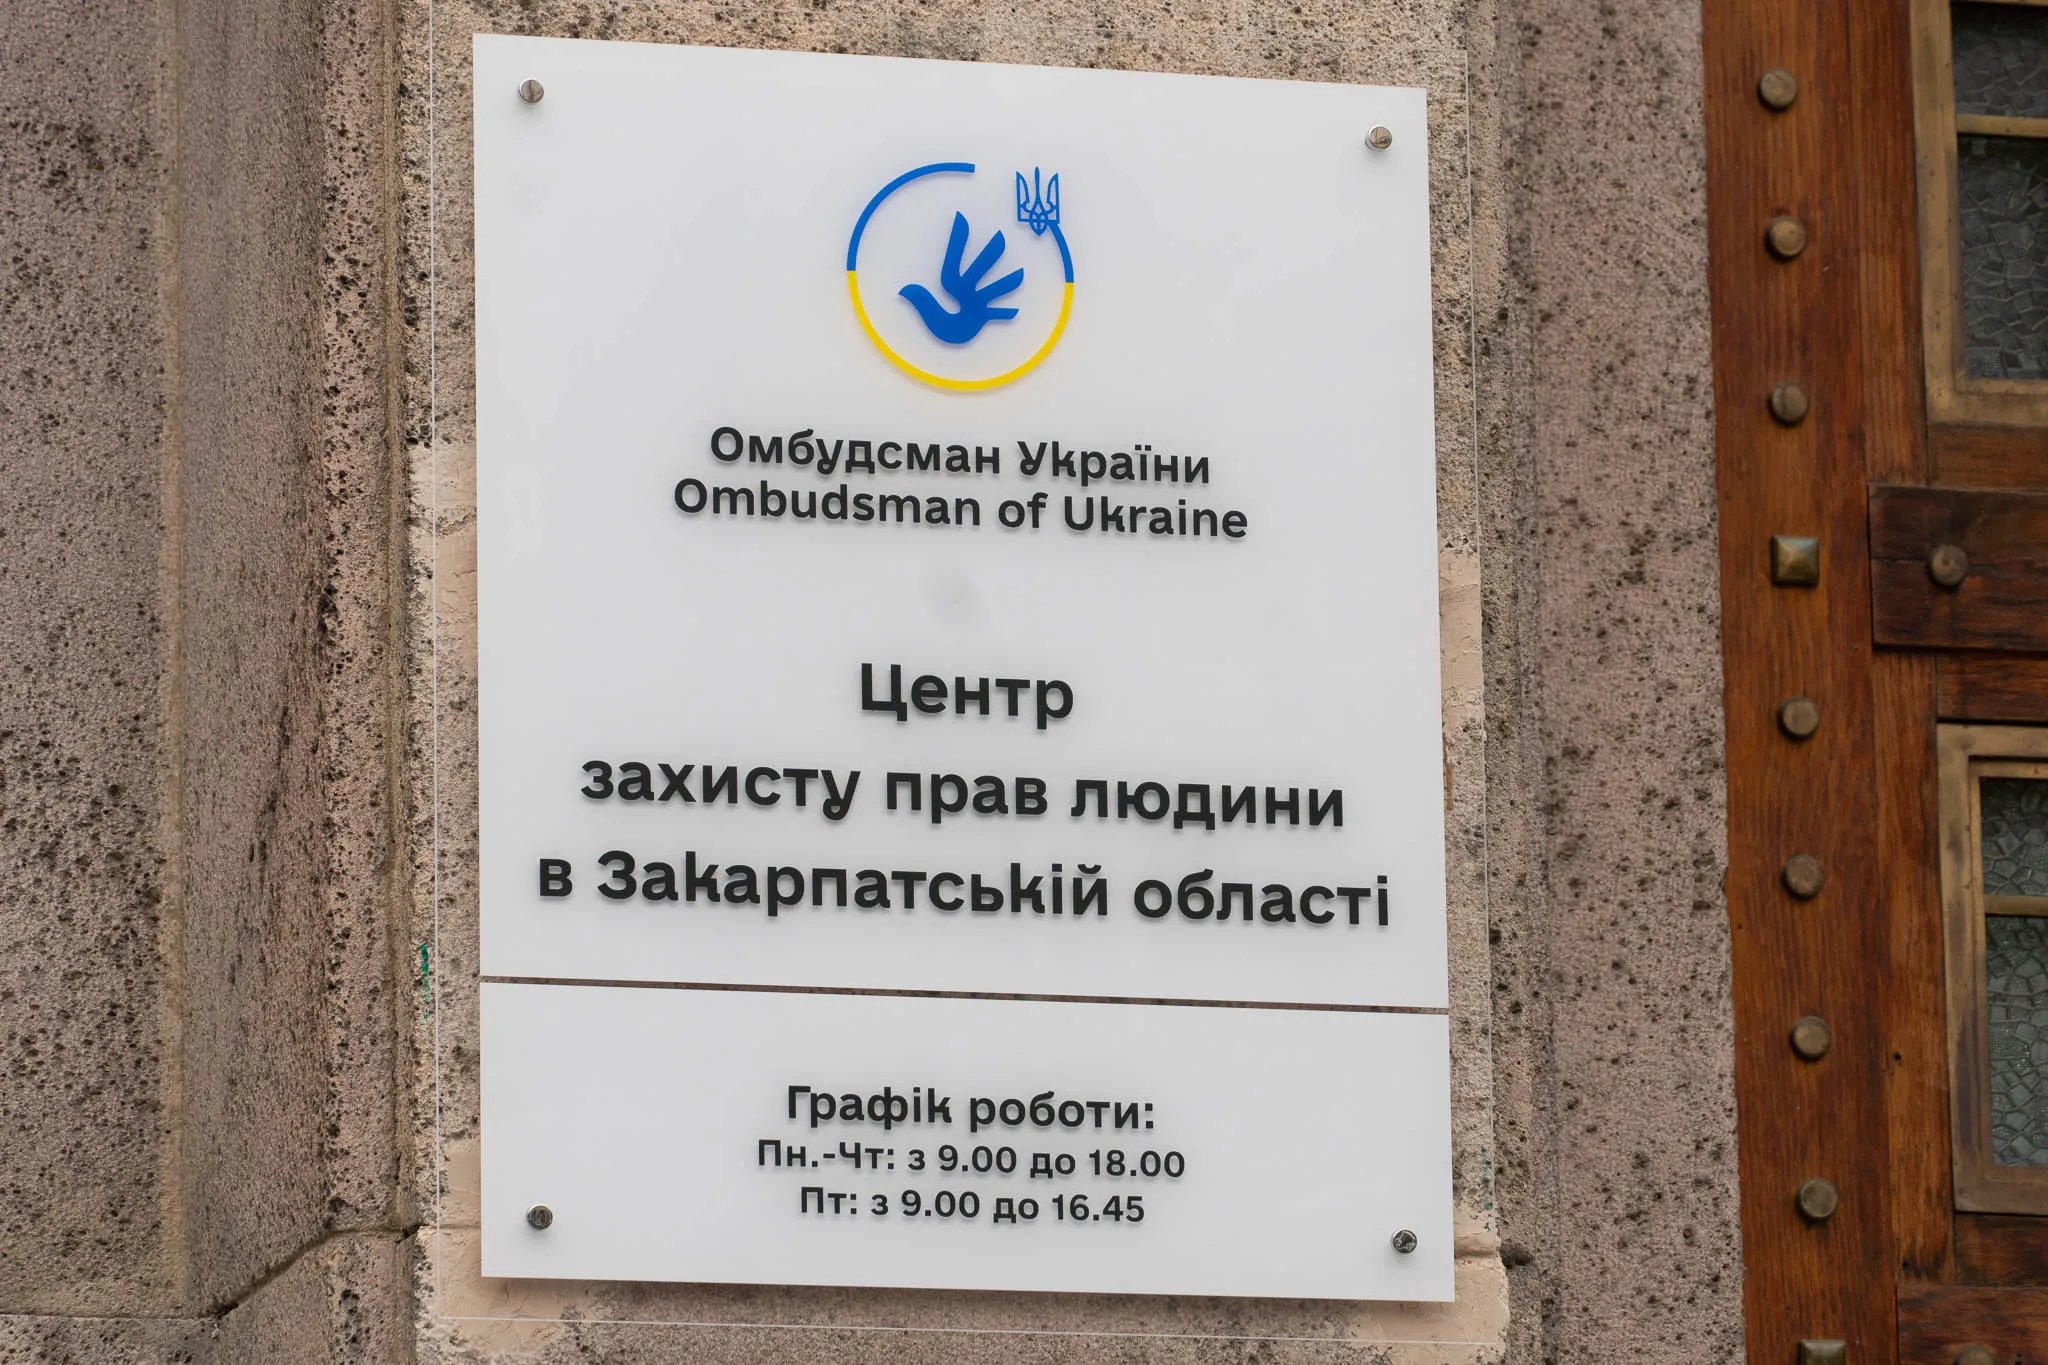 Омбудсман України
Ombudsman of Ukraine
Центр
захисту прав людини
в Закарпатській області
Графік роботи:
Пн.-Чт: з 9.00 до 18.00
Пт: з 9.00 до 16.45